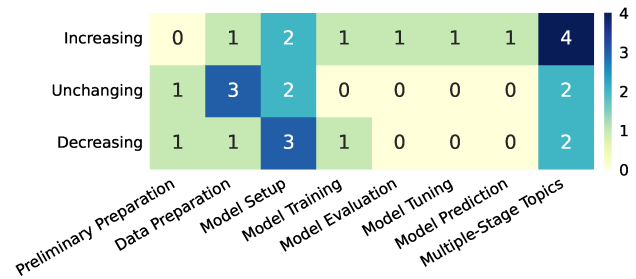 Increasing 0 1 2 1 1 1 1 4
Unchanging 1 3 2 0 0 0 0 2
Decreasing 1 1 3 1 0 0 0 2
Preliminary Preparation
Data Preparation
Model Setup
Model Training
Model Evaluation
Model Tuning
Model Prediction
Multiple-Stage Topics
4
3
2
1
0